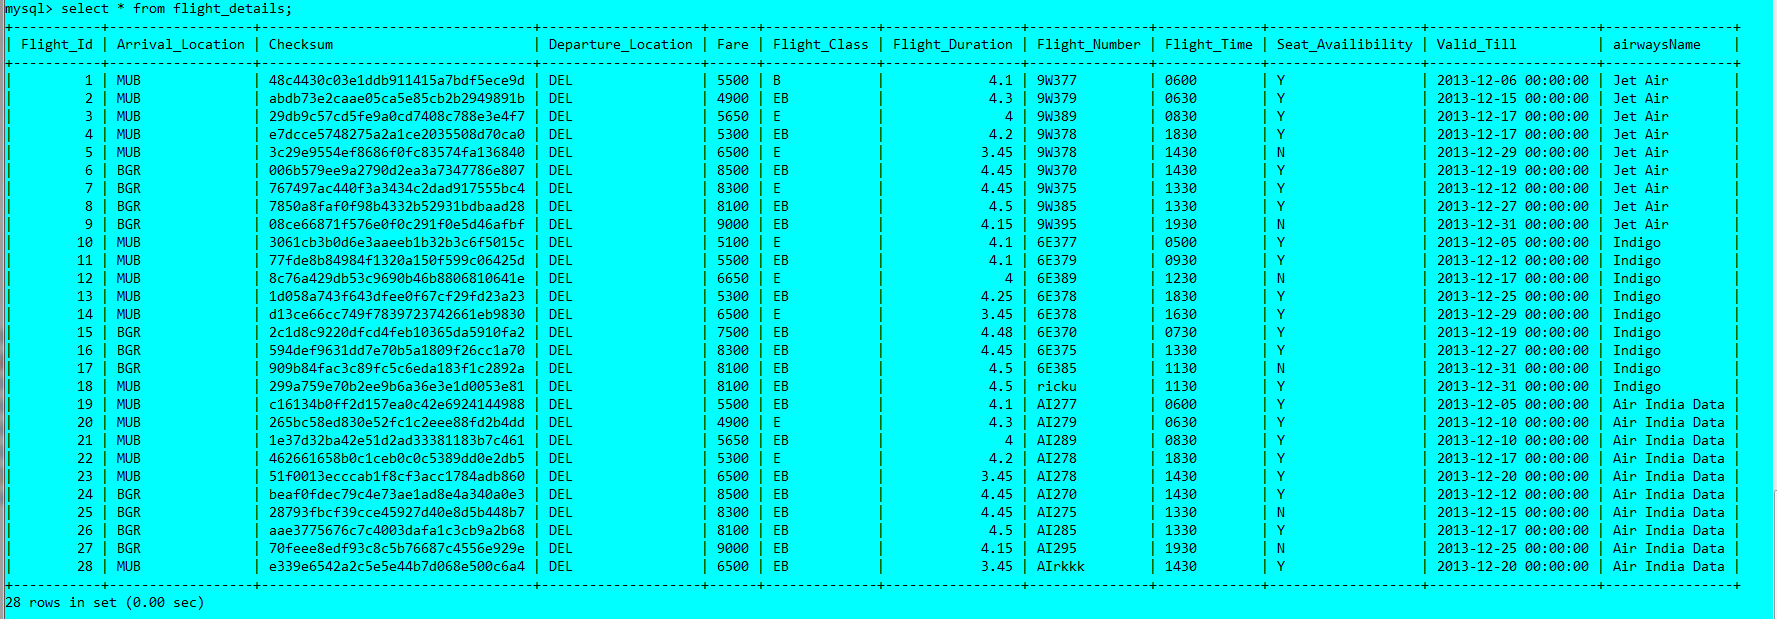 mysql> select * from flight_details;
+-----------+------------------+----------------------------------+--------------------+------+--------------+-----------------+---------------+-------------+-------------------+---------------------+----------------+
| Flight_Id | Arrival_Location | Checksum                         | Departure_Location | Fare | Flight_Class | Flight_Duration | Flight_Number | Flight_Time | Seat_Availibility | Valid_Till          | airwaysName    |
+-----------+------------------+----------------------------------+--------------------+------+--------------+-----------------+---------------+-------------+-------------------+---------------------+----------------+
| 1 | MUB | 48c4430c03e1ddb911415a7bdf5ece9d | DEL | 5500 | B | 4.1 | 9W377 | 0600 | Y | 2013-12-06 00:00:00 | Jet Air |
| 2 | MUB | abdb73e2caae05ca5e85cb2b2949891b | DEL | 4900 | EB | 4.3 | 9W379 | 0630 | Y | 2013-12-15 00:00:00 | Jet Air |
| 3 | MUB | 29db9c57cd5fe9a0cd7408c788e3e4f7 | DEL | 5650 | E | 4 | 9W389 | 0830 | Y | 2013-12-17 00:00:00 | Jet Air |
| 4 | MUB | e7dcce5748275a2a1ce2035508d70ca0 | DEL | 5300 | EB | 4.2 | 9W378 | 1830 | Y | 2013-12-17 00:00:00 | Jet Air |
| 5 | MUB | 3c29e9554ef8686f0fc83574fa136840 | DEL | 6500 | E | 3.45 | 9W378 | 1430 | N | 2013-12-29 00:00:00 | Jet Air |
| 6 | BGR | 006b579ee9a2790d2ea3a7347786e807 | DEL | 8500 | EB | 4.45 | 9W370 | 1430 | Y | 2013-12-19 00:00:00 | Jet Air |
| 7 | BGR | 767497ac440f3a3434c2dad917555bc4 | DEL | 8300 | E | 4.45 | 9W375 | 1330 | Y | 2013-12-12 00:00:00 | Jet Air |
| 8 | BGR | 7850a8faf0f98b4332b52931bdbaad28 | DEL | 8100 | EB | 4.5 | 9W385 | 1330 | Y | 2013-12-27 00:00:00 | Jet Air |
| 9 | BGR | 08ce66871f576e0f0c291f0e5d46afbf | DEL | 9000 | EB | 4.15 | 9W395 | 1930 | N | 2013-12-31 00:00:00 | Jet Air |
| 10 | MUB | 3061cb3b0d6e3aaeeb1b32b3c6f5015c | DEL | 5100 | E | 4.1 | 6E377 | 0500 | Y | 2013-12-05 00:00:00 | Indigo |
| 11 | MUB | 77fde8b84984f1320a150f599c06425d | DEL | 5500 | EB | 4.1 | 6E379 | 0930 | Y | 2013-12-12 00:00:00 | Indigo |
| 12 | MUB | 8c76a429db53c9690b46b8806810641e | DEL | 6650 | E | 4 | 6E389 | 1230 | N | 2013-12-17 00:00:00 | Indigo |
| 13 | MUB | 1d058a743f643dfee0f67cf29fd23a23 | DEL | 5300 | EB | 4.25 | 6E378 | 1830 | Y | 2013-12-25 00:00:00 | Indigo |
| 14 | MUB | d13ce66cc749f7839723742661eb9830 | DEL | 6500 | E | 3.45 | 6E378 | 1630 | Y | 2013-12-29 00:00:00 | Indigo |
| 15 | BGR | 2c1d8c9220dfcd4feb10365da5910fa2 | DEL | 7500 | EB | 4.48 | 6E370 | 0730 | Y | 2013-12-19 00:00:00 | Indigo |
| 16 | BGR | 594def9631dd7e70b5a1809f26cc1a70 | DEL | 8300 | EB | 4.45 | 6E375 | 1330 | Y | 2013-12-27 00:00:00 | Indigo |
| 17 | BGR | 909b84fac3c89fc5c6eda183f1c2892a | DEL | 8100 | EB | 4.5 | 6E385 | 1130 | N | 2013-12-31 00:00:00 | Indigo |
| 18 | MUB | 299a759e70b2ee9b6a36e3e1d0053e81 | DEL | 8100 | EB | 4.5 | ricku | 1130 | Y | 2013-12-31 00:00:00 | Indigo |
| 19 | MUB | c16134b0ff2d157ea0c42e6924144988 | DEL | 5500 | EB | 4.1 | AI277 | 0600 | Y | 2013-12-05 00:00:00 | Air India Data |
| 20 | MUB | 265bc58ed830e52fc1c2eee88fd2b4dd | DEL | 4900 | E | 4.3 | AI279 | 0630 | Y | 2013-12-10 00:00:00 | Air India Data |
| 21 | MUB | 1e37d32ba42e51d2ad33381183b7c461 | DEL | 5650 | EB | 4 | AI289 | 0830 | Y | 2013-12-10 00:00:00 | Air India Data |
| 22 | MUB | 462661658b0c1ceb0c0c5389dd0e2db5 | DEL | 5300 | E | 4.2 | AI278 | 1830 | Y | 2013-12-17 00:00:00 | Air India Data |
| 23 | MUB | 51f0013ecccab1f8cf3acc1784adb860 | DEL | 6500 | EB | 3.45 | AI278 | 1430 | Y | 2013-12-20 00:00:00 | Air India Data |
| 24 | BGR | beaf0fdec79c4e73ae1ad8e4a340a0e3 | DEL | 8500 | EB | 4.45 | AI270 | 1430 | Y | 2013-12-12 00:00:00 | Air India Data |
| 25 | BGR | 28793fbcf39cce45927d40e8d5b448b7 | DEL | 8300 | EB | 4.45 | AI275 | 1330 | N | 2013-12-15 00:00:00 | Air India Data |
| 26 | BGR | aae3775676c7c4003dafa1c3cb9a2b68 | DEL | 8100 | EB | 4.5 | AI285 | 1330 | Y | 2013-12-17 00:00:00 | Air India Data |
| 27 | BGR | 70feee8edf93c8c5b76687c4556e929e | DEL | 9000 | EB | 4.15 | AI295 | 1930 | N | 2013-12-25 00:00:00 | Air India Data |
| 28 | MUB | e339e6542a2c5e5e44b7d068e500c6a4 | DEL | 6500 | EB | 3.45 | AIrkkk | 1430 | Y | 2013-12-20 00:00:00 | Air India Data |
+-----------+------------------+----------------------------------+--------------------+------+--------------+-----------------+---------------+-------------+-------------------+---------------------+----------------+
28 rows in set (0.00 sec)